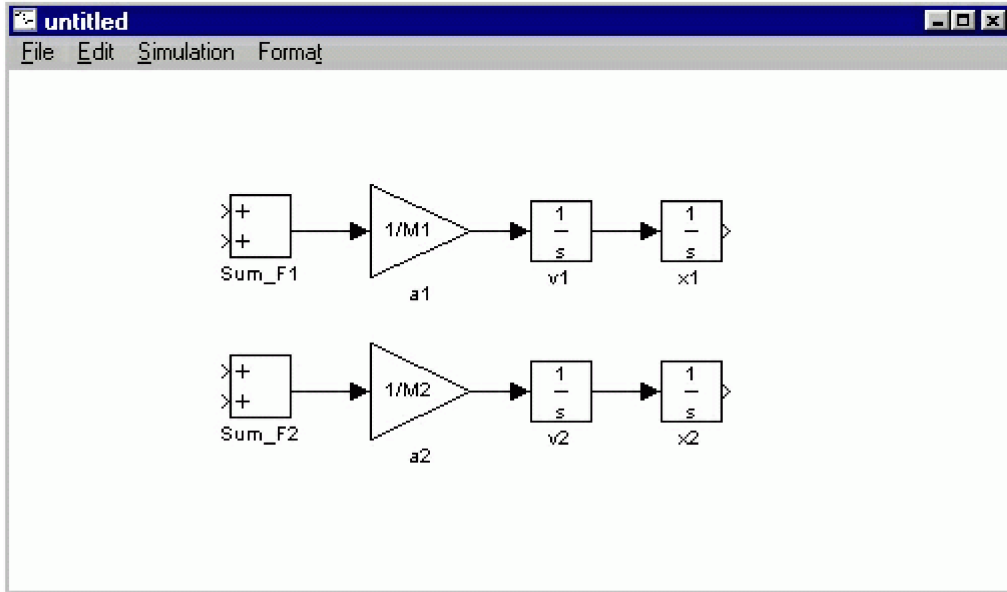 untitled
File Edit Simulation Format
+
+
Sum_F1
1/M1
a1
1
s
v1
1
s
x1
+
+
Sum_F2
1/M2
a2
1
s
v2
1
s
x2